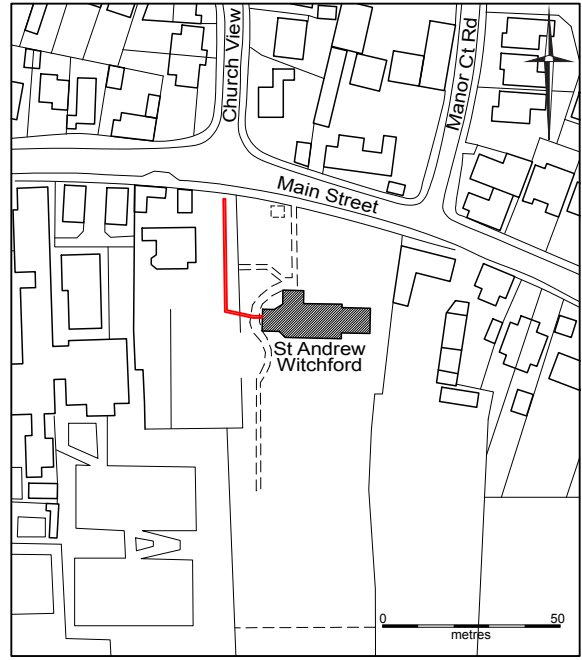 Church View
Manor Ct Rd
Main Street
St Andrew
Witchford
0 50
metres